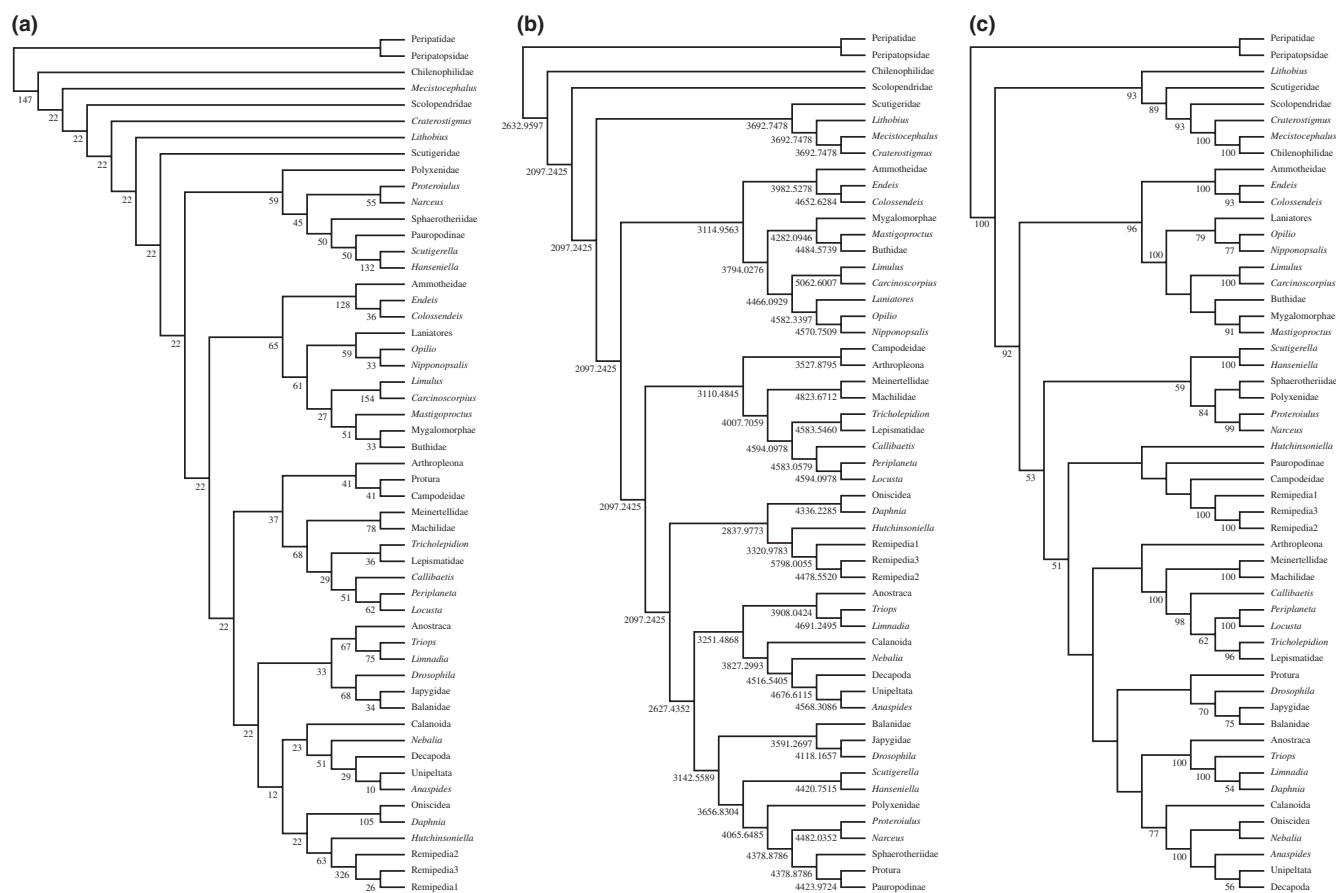 (a)
Peripatidae
Peripatopsidae
Chilenophilidae
147
Mecistocephalus
22
Scolopendridae
22
Craterostigmus
22
Lithobius
22
Scutigeridae
22
Polyxenidae
59
Proteroiulus
55
Narceus
45
Sphaerotheriidae
50
Pauropodinae
50
Scutigerella
132
Hanseniella
22
Ammotheidae
128
Endeis
36
Colossendeis
22
65
Laniatores
59
Opilio
33
Nipponopsalis
61
Limulus
154
Carcinoscorpius
27
Mastigoproctus
51
Mygalomorphae
33
Buthidae
22
Arthropleona
41
Protura
41
Campodeidae
37
Meinertellidae
78
Machilidae
68
Tricholepidion
36
Lepismatidae
29
Callibaetis
51
Periplaneta
62
Locusta
22
Anostraca
67
Triops
75
Limnadia
33
Drosophila
68
Japygidae
34
Balanidae
22
Calanoida
23
Nebalia
51
Decapoda
29
Unipeltata
10
Anaspides
12
Oniscidea
105
Daphnia
22
Hutchinsoniella
63
Remipedia2
326
Remipedia3
26
Remipedia1
(b)
Peripatidae
Peripatopsidae
Chilenophilidae
2632.9597
Scolopendridae
2097.2425
Scutigeridae
3692.7478
Lithobius
3692.7478
Mecistocephalus
3692.7478
Craterostigmus
2097.2425
Ammotheidae
3982.5278
Endeis
4652.6284
Colossendeis
3114.9563
Mygalomorphae
4282.0946
Mastigoproctus
4484.5739
Buthidae
3794.0276
Limulus
5062.6007
Carcinoscorpius
4466.0929
Laniatores
4582.3397
Opilio
4570.7509
Nipponopsalis
2097.2425
Campodeidae
3527.8795
Arthropleona
3110.4845
Meinertellidae
4823.6712
Machilidae
4007.7059
Tricholepidion
4583.5460
Lepismatidae
4594.0978
Callibaetis
4583.0579
Periplaneta
4594.0978
Locusta
2097.2425
Oniscidea
4336.2285
Daphnia
2837.9773
Hutchinsoniella
3320.9783
Remipedia1
5798.0055
Remipedia3
4478.5520
Remipedia2
2097.2425
Anostraca
3908.0424
Triops
4691.2495
Limnadia
3251.4868
Calanoida
3827.2993
Nebalia
4516.5405
Decapoda
4676.6115
Unipeltata
4568.3086
Anaspides
2627.4352
Balanidae
3591.2697
Japygidae
4118.1657
Drosophila
3142.5589
Scutigerella
4420.7515
Hanseniella
3656.8304
Polyxenidae
4065.6485
Proteroiulus
4482.0352
Narceus
4378.8786
Sphaerotheriidae
4378.8786
Protura
4423.9724
Pauropodinae
(c)
Peripatidae
Peripatopsidae
Lithobius
93
Scutigeridae
89
Scolopendridae
93
Craterostigmus
100
Mecistocephalus
100
Chilenophilidae
100
Ammotheidae
100
Endeis
93
Colossendeis
96
Laniatores
79
Opilio
77
Nipponopsalis
100
Limulus
100
Carcinoscorpius
Buthidae
Mygalomorphae
91
Mastigoproctus
92
Scutigerella
100
Hanseniella
59
Sphaerotheriidae
84
Polyxenidae
Proteroiulus
99
Narceus
53
Hutchinsoniella
Pauropodinae
Campodeidae
Remipedia1
100
Remipedia3
100
Remipedia2
51
Arthropleona
Meinertellidae
100
Machilidae
100
Callibaetis
98
Periplaneta
100
Locusta
62
Tricholepidion
96
Lepismatidae
Protura
Drosophila
70
Japygidae
75
Balanidae
Anostraca
100
Triops
100
Limnadia
54
Daphnia
Calanoida
77
Oniscidea
Nebalia
100
Anaspides
Unipeltata
56
Decapoda